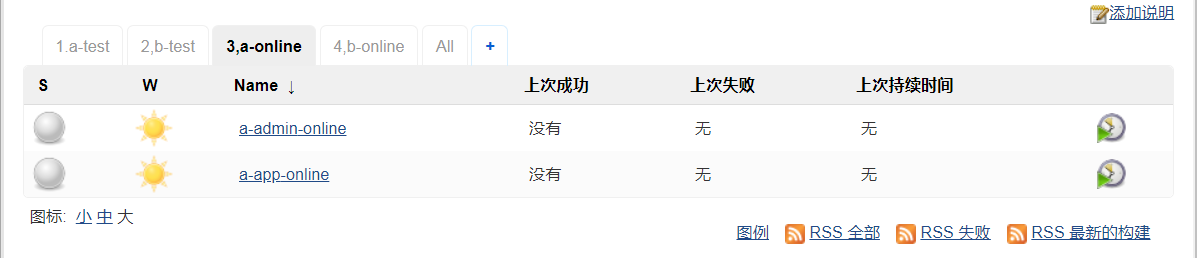 添加说明
1.a-test 2,b-test 3,a-online 4,b-online All +
S W Name ↓ 上次成功 上次失败 上次持续时间
a-admin-online 没有 无 无
a-app-online 没有 无 无
图标: 小 中 大
图例 RSS 全部 RSS 失败 RSS 最新的构建